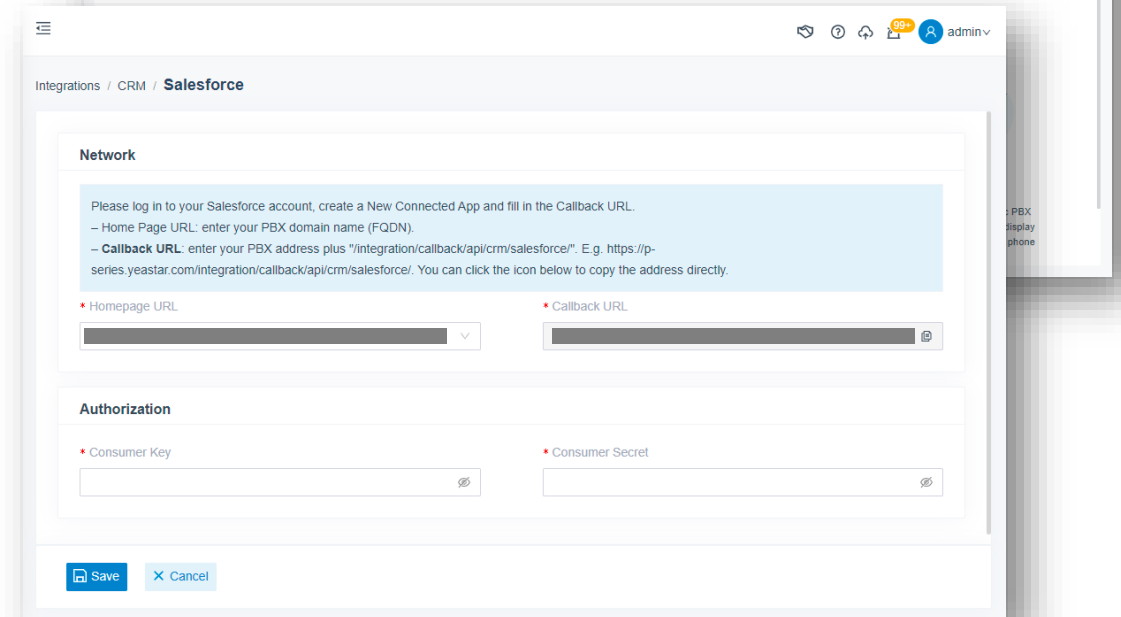 99+
admin
Integrations / CRM / Salesforce
Network
Please log in to your Salesforce account, create a New Connected App and fill in the Callback URL.
– Home Page URL: enter your PBX domain name (FQDN).
– Callback URL: enter your PBX address plus "/integration/callback/api/crm/salesforce/". E.g. https://p-
series.yeastar.com/integration/callback/api/crm/salesforce/. You can click the icon below to copy the address directly.
* Homepage URL
* Callback URL
Authorization
* Consumer Key
* Consumer Secret
Save
Cancel
PBX
display
phone